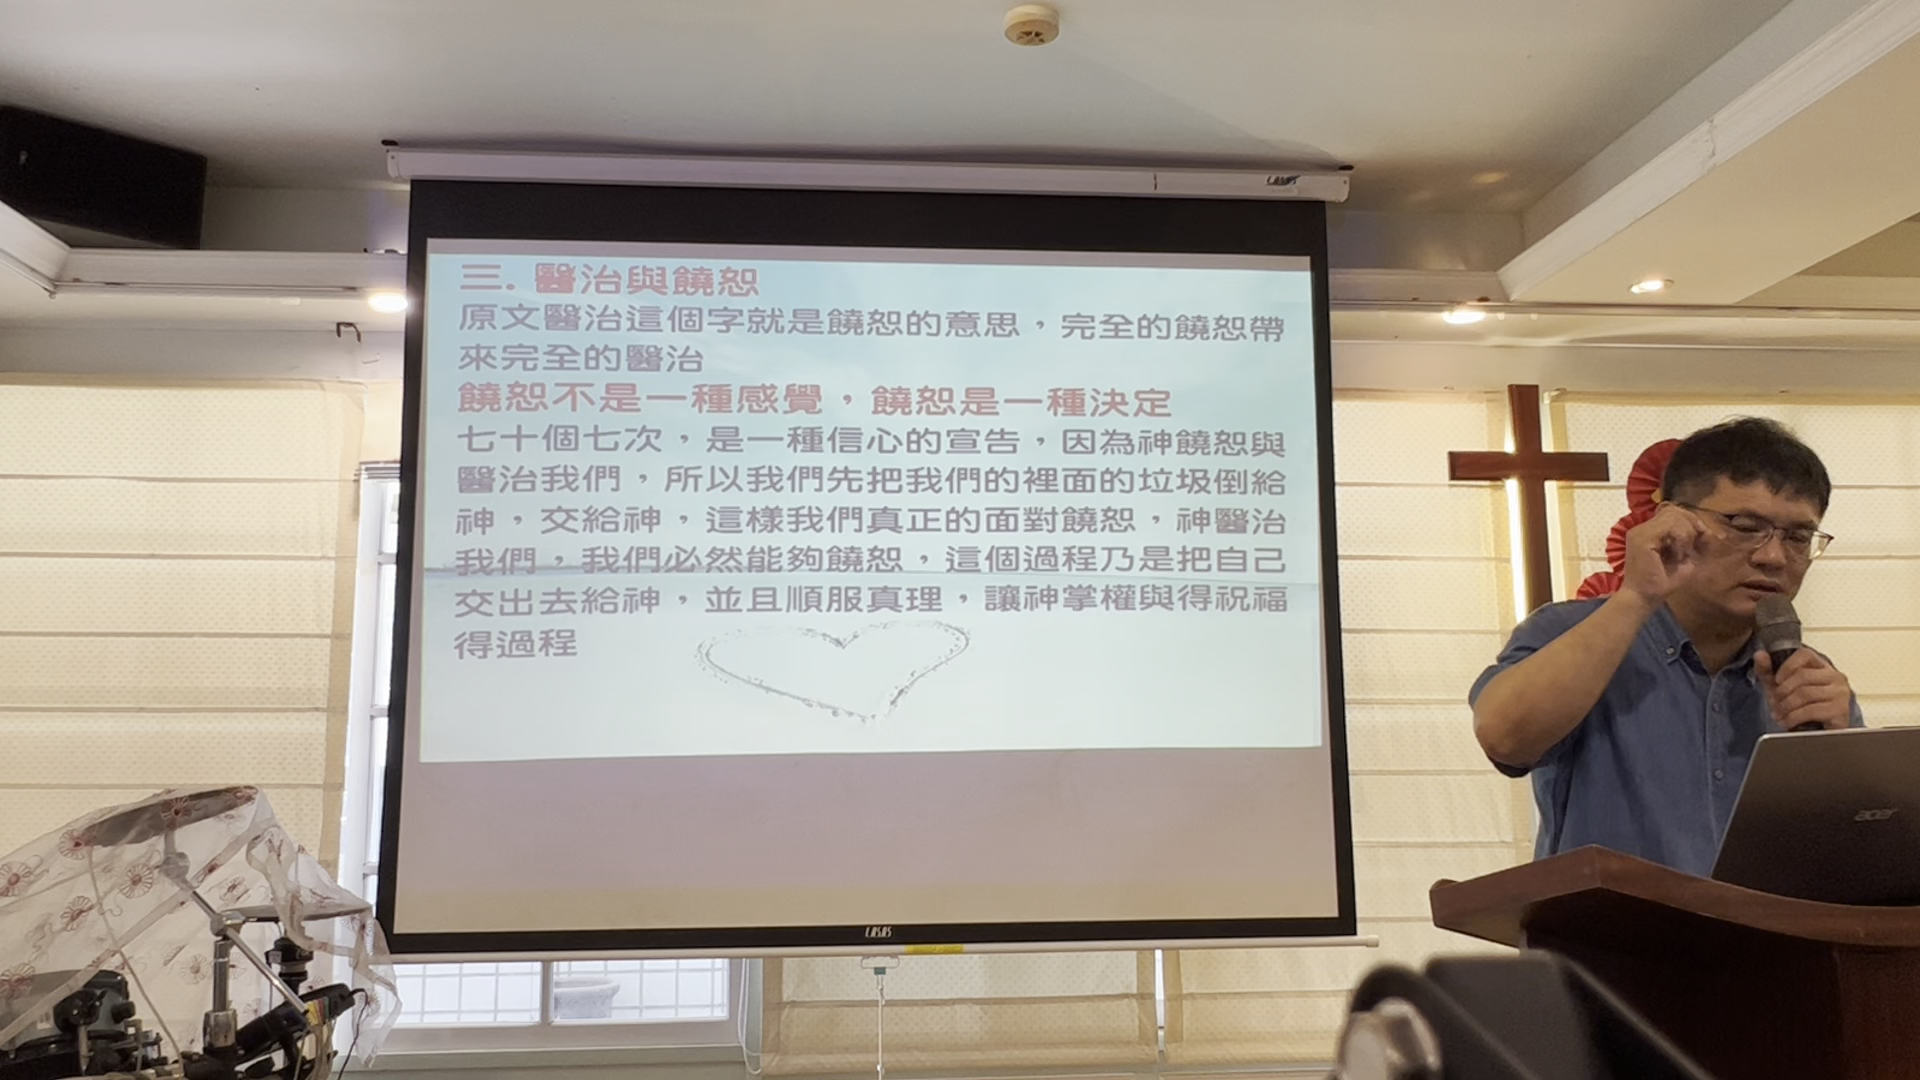 三. 醫治與饒恕
原文醫治這個字就是饒恕的意思，完全的饒恕帶
來完全的醫治
饒恕不是一種感覺，饒恕是一種決定
七十個七次，是一種信心的宣告，因為神饒恕與
醫治我們，所以我們先把我們的裡面的垃圾倒給
神，交給神，這樣我們真正的面對饒恕，神醫治
我們，我們必然能夠饒恕，這個過程乃是把自己
交出去給神，並且順服真理，讓神掌權與得祝福
得過程
acer